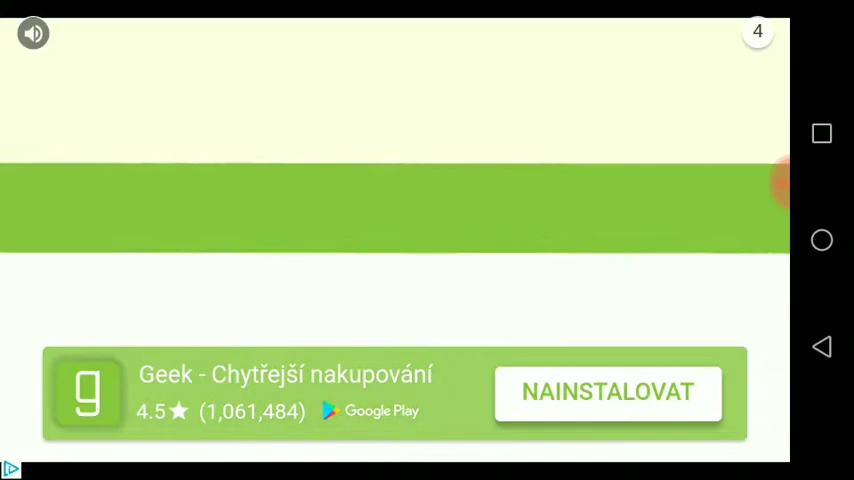 4
g
Geek - Chytřejší nakupování
NAINSTALOVAT
4.5★ (1,061,484) Google Play